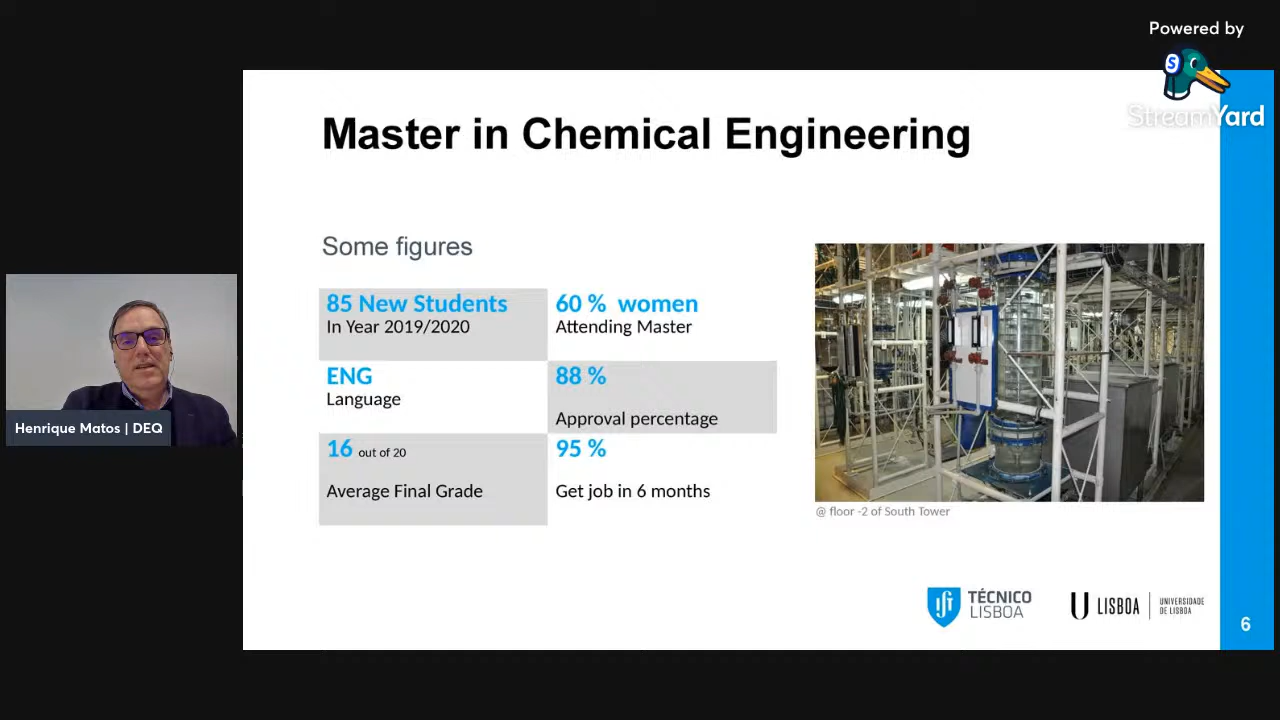 Powered by
StreamYard
Master in Chemical Engineering
Some figures
85 New Students
In Year 2019/2020
60 % women
Attending Master
ENG
Language
88 %
Approval percentage
16 out of 20
Average Final Grade
95 %
Get job in 6 months
@ floor -2 of South Tower
Henrique Matos | DEQ
TÉCNICO
LISBOA
U LISBOA
UNIVERSIDADE
DE LISBOA
6